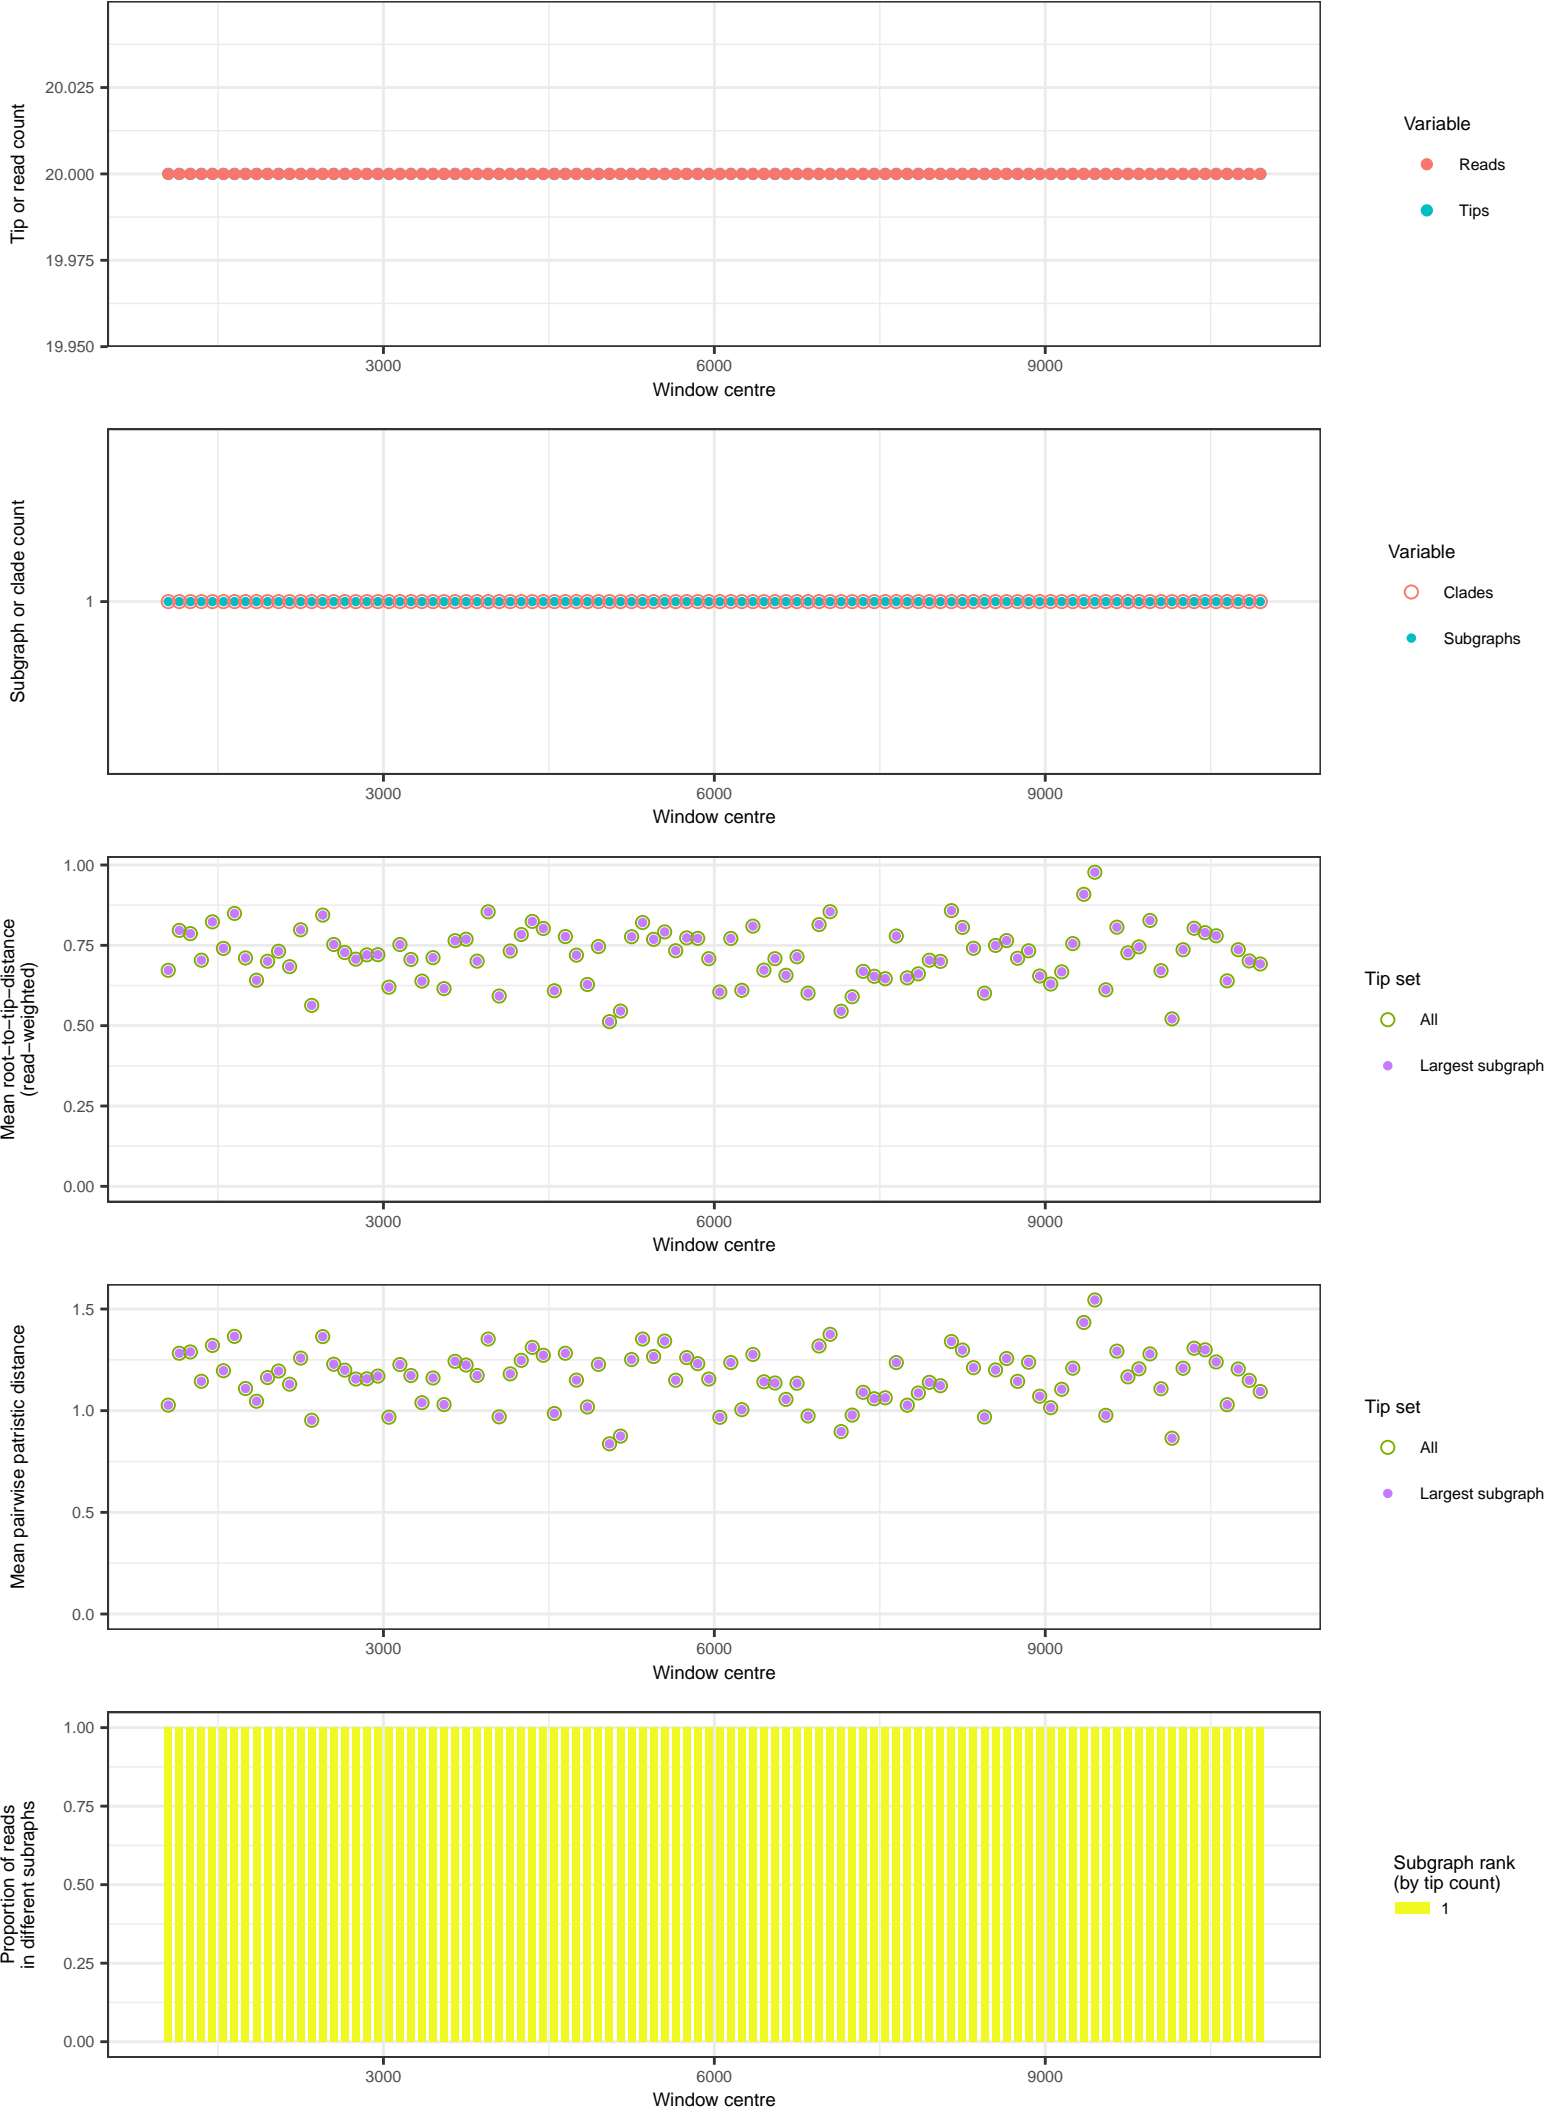 20.025
20.000
19.975
19.950
Tip or read count
3000 6000 9000
Window centre
Variable
Reads
Tips
1
Subgraph or clade count
3000 6000 9000
Window centre
Variable
Clades
Subgraphs
1.00
0.75
0.50
0.25
0.00
Mean root−to−tip−distance
(read−weighted)
3000 6000 9000
Window centre
Tip set
All
Largest subgraph
1.5
1.0
0.5
0.0
Mean pairwise patristic distance
3000 6000 9000
Window centre
Tip set
All
Largest subgraph
1.00
0.75
0.50
0.25
0.00
Proportion of reads
in different subraphs
3000 6000 9000
Window centre
Subgraph rank
(by tip count)
1